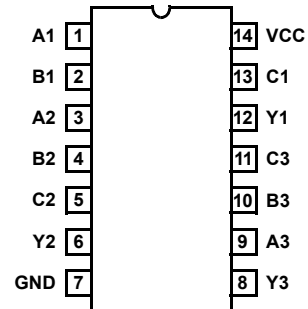 A1 1 14 VCC
B1 2 13 C1
A2 3 12 Y1
B2 4 11 C3
C2 5 10 B3
Y2 6 9 A3
GND 7 8 Y3